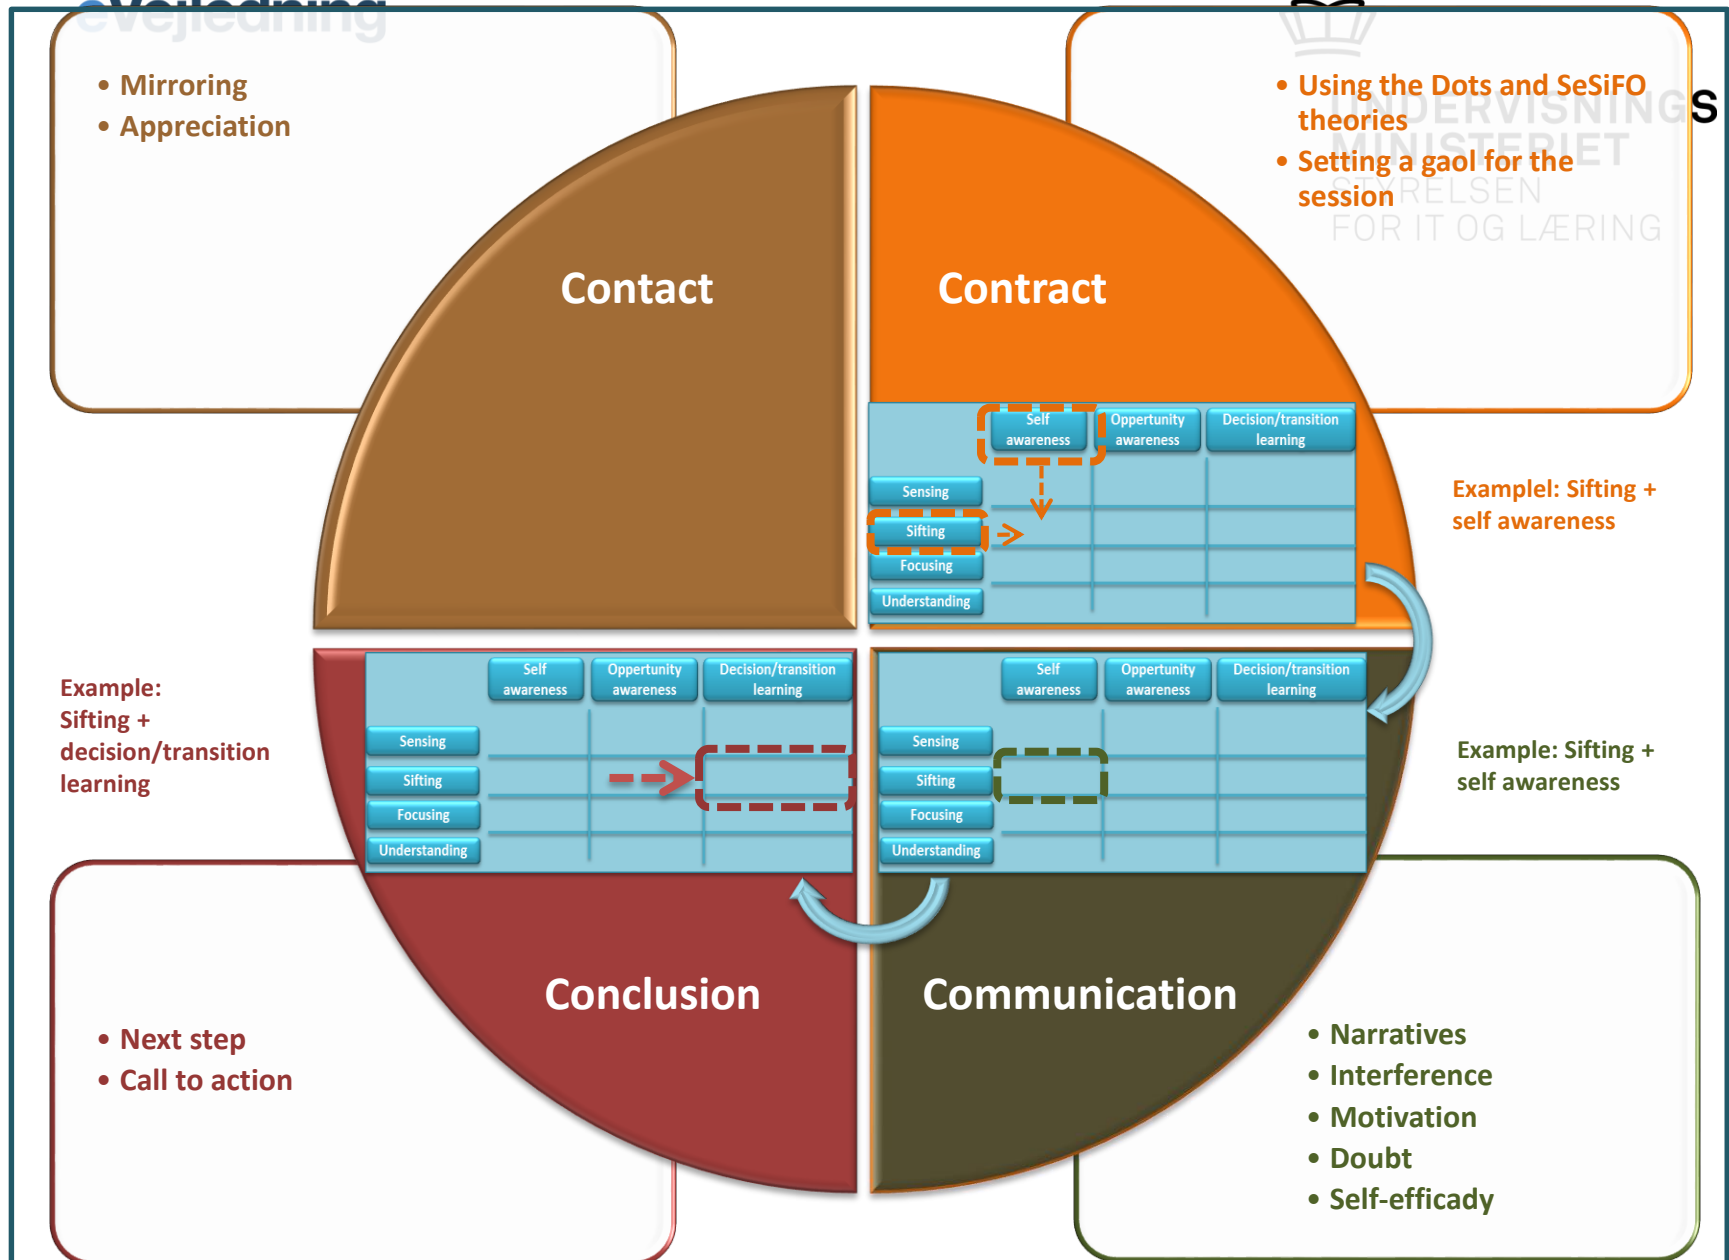 eVejledning
• Mirroring
• Appreciation
• Using the Dots and SeSiFO
theories
• Setting a gaol for the
session
UNDERVISNINGS
MINISTERIET
STYRELSEN
FOR IT OG LÆRING
Contact
Contract
Self
awareness
Oppertunity
awareness
Decision/transition
learning
Sensing
Sifting
Focusing
Understanding
Examplel: Sifting +
self awareness
Example:
Sifting +
decision/transition
learning
Self
awareness
Oppertunity
awareness
Decision/transition
learning
Sensing
Sifting
Focusing
Understanding
Self
awareness
Oppertunity
awareness
Decision/transition
learning
Sensing
Sifting
Focusing
Understanding
Example: Sifting +
self awareness
Conclusion
Communication
• Next step
• Call to action
• Narratives
• Interference
• Motivation
• Doubt
• Self-efficady